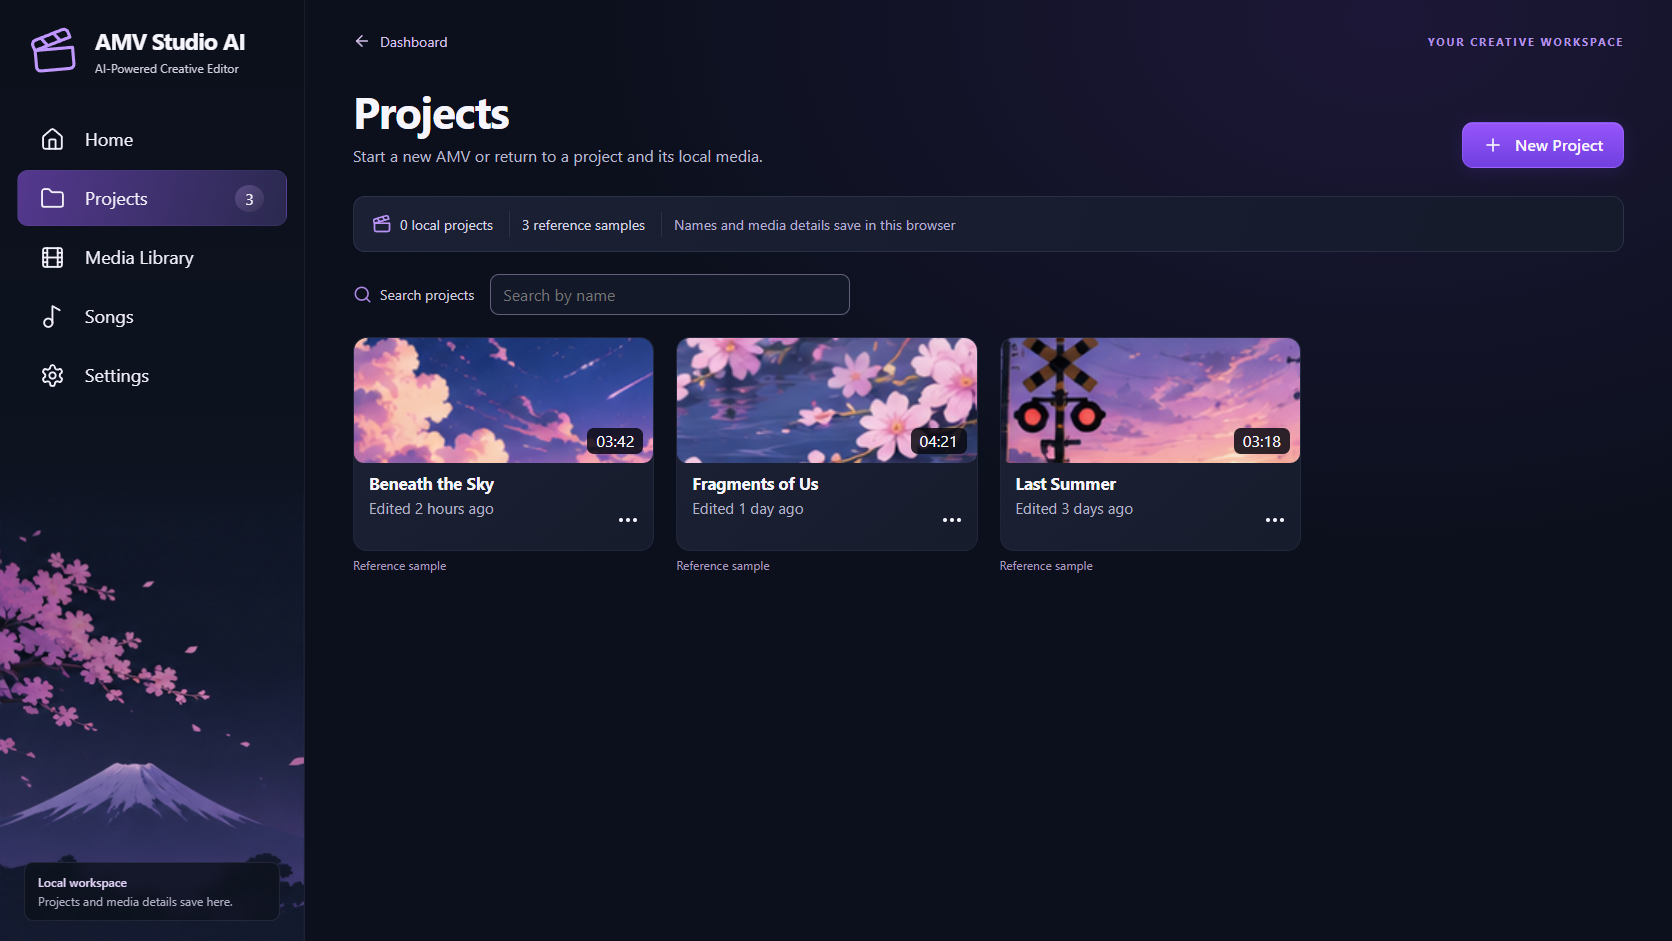 AMV Studio AI
AI-Powered Creative Editor
Home
Projects 3
Media Library
Songs
Settings
Local workspace
Projects and media details save here.
Dashboard
YOUR CREATIVE WORKSPACE
Projects
Start a new AMV or return to a project and its local media.
New Project
0 local projects
3 reference samples
Names and media details save in this browser
Search projects
Search by name
03:42
Beneath the Sky
Edited 2 hours ago
Reference sample
04:21
Fragments of Us
Edited 1 day ago
Reference sample
03:18
Last Summer
Edited 3 days ago
Reference sample